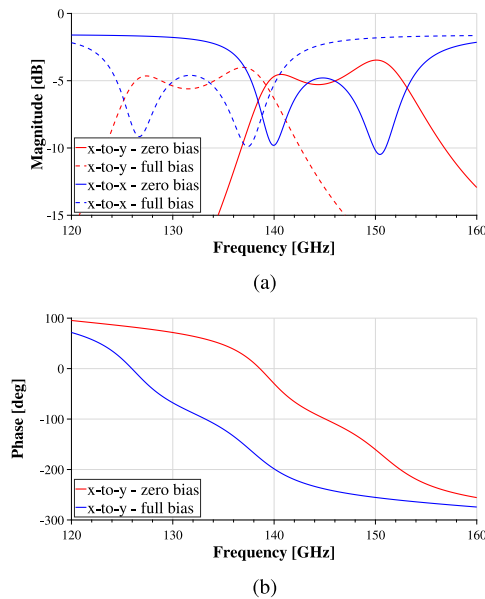 0
-5
-10
-15
Magnitude [dB]
x-to-y - zero bias
x-to-y - full bias
x-to-x - zero bias
x-to-x - full bias
120 130 140 150 160
Frequency [GHz]
(a)
100
0
-100
-200
-300
Phase [deg]
x-to-y - zero bias
x-to-y - full bias
120 130 140 150 160
Frequency [GHz]
(b)